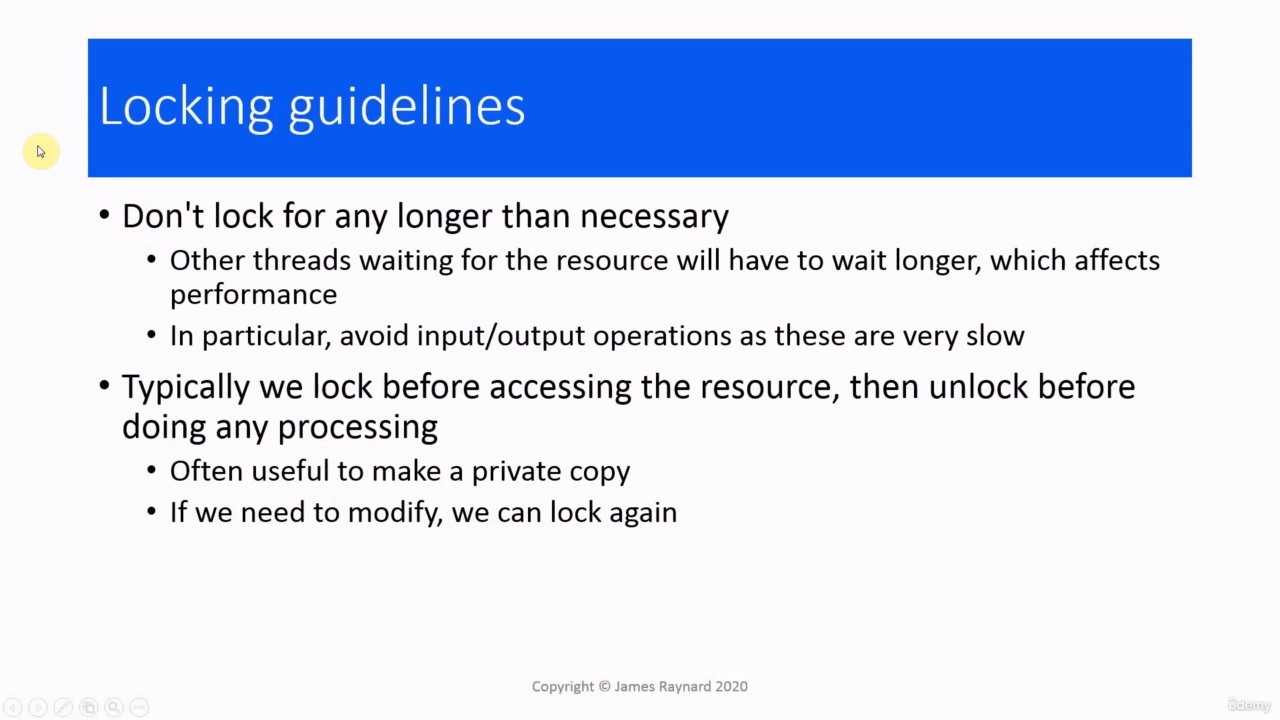 Locking guidelines
• Don't lock for any longer than necessary
• Other threads waiting for the resource will have to wait longer, which affects
performance
• In particular, avoid input/output operations as these are very slow
• Typically we lock before accessing the resource, then unlock before
doing any processing
• Often useful to make a private copy
• If we need to modify, we can lock again
Copyright © James Raynard 2020
ûdemy